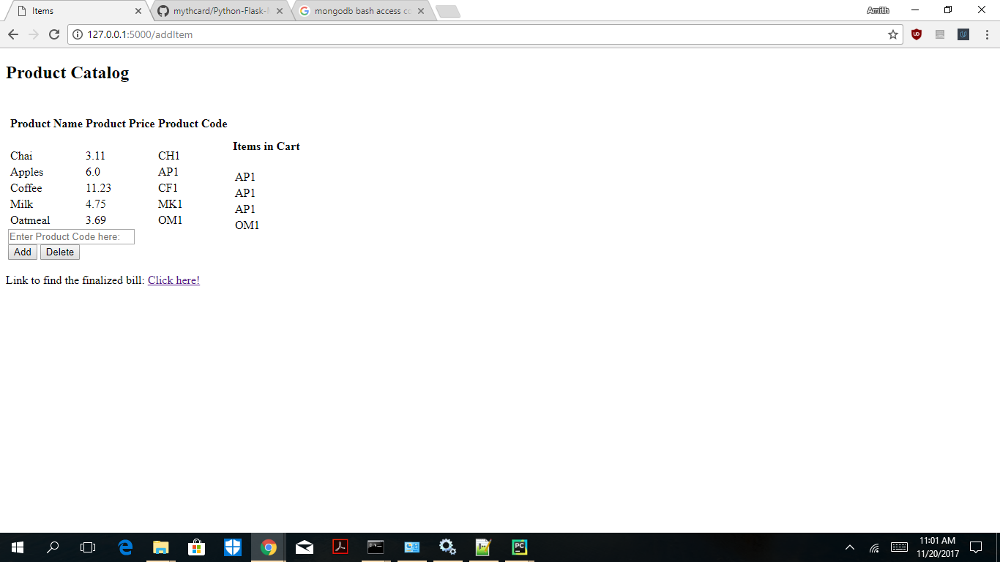 Items
mythcard/Python-Flask-
mongodb bash access
Amith
127.0.0.1:5000/addItem
Product Catalog
Product Name Product Price Product Code
Chai 3.11 CH1
Apples 6.0 AP1
Coffee 11.23 CF1
Milk 4.75 MK1
Oatmeal 3.69 OM1
Items in Cart
AP1
AP1
AP1
OM1
Enter Product Code here:
Add Delete
Link to find the finalized bill: Click here!
11:01 AM
11/20/2017